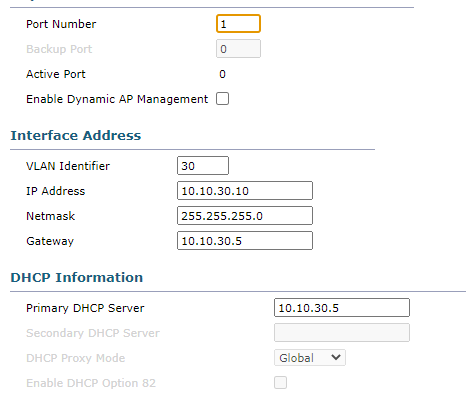 Port Number 1
Backup Port 0
Active Port 0
Enable Dynamic AP Management
Interface Address
VLAN Identifier 30
IP Address 10.10.30.10
Netmask 255.255.255.0
Gateway 10.10.30.5
DHCP Information
Primary DHCP Server 10.10.30.5
Secondary DHCP Server
DHCP Proxy Mode Global
Enable DHCP Option 82